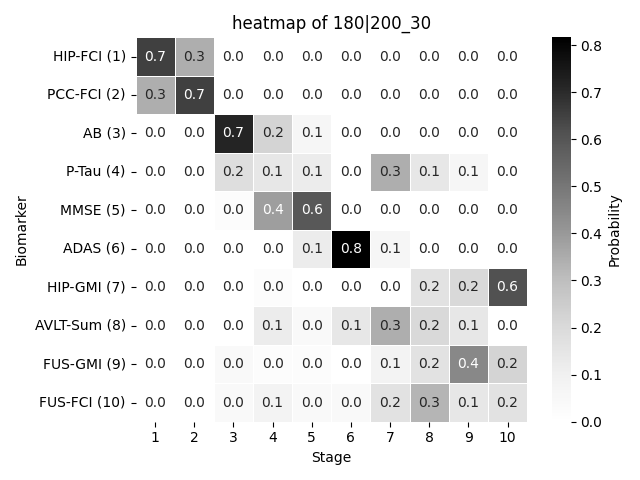 heatmap of 180|200_30
HIP-FCI (1) 0.7 0.3 0.0 0.0 0.0 0.0 0.0 0.0 0.0 0.0
PCC-FCI (2) 0.3 0.7 0.0 0.0 0.0 0.0 0.0 0.0 0.0 0.0
AB (3) 0.0 0.0 0.7 0.2 0.1 0.0 0.0 0.0 0.0 0.0
P-Tau (4) 0.0 0.0 0.2 0.1 0.1 0.0 0.3 0.1 0.1 0.0
MMSE (5) 0.0 0.0 0.0 0.4 0.6 0.0 0.0 0.0 0.0 0.0
ADAS (6) 0.0 0.0 0.0 0.0 0.1 0.8 0.1 0.0 0.0 0.0
HIP-GMI (7) 0.0 0.0 0.0 0.0 0.0 0.0 0.0 0.2 0.2 0.6
AVLT-Sum (8) 0.0 0.0 0.0 0.1 0.0 0.1 0.3 0.2 0.1 0.0
FUS-GMI (9) 0.0 0.0 0.0 0.0 0.0 0.0 0.1 0.2 0.4 0.2
FUS-FCI (10) 0.0 0.0 0.0 0.1 0.0 0.0 0.2 0.3 0.1 0.2
1 2 3 4 5 6 7 8 9 10
Stage
Biomarker
0.8
0.7
0.6
0.5
0.4
0.3
0.2
0.1
0.0
Probability